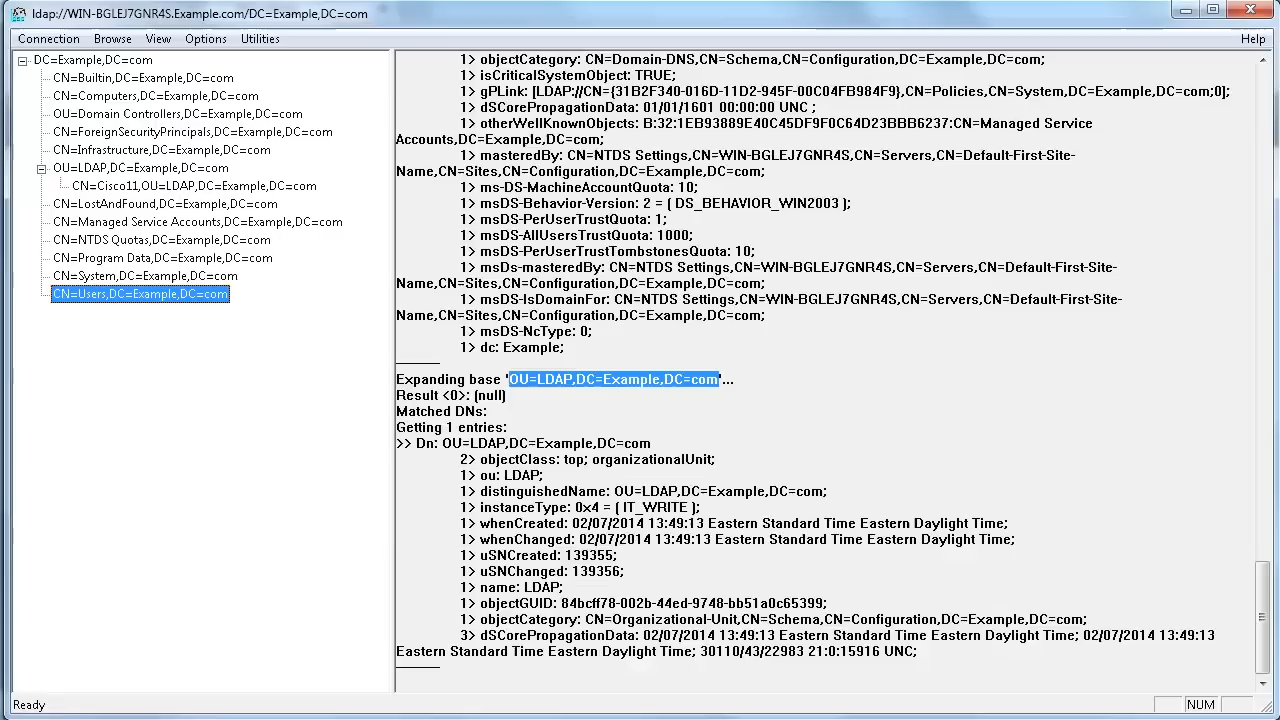 ldap://WIN-BGLEJ7GNR4S.Example.com/DC=Example,DC=com
Connection Browse View Options Utilities Help
DC=Example,DC=com
CN=Builtin,DC=Example,DC=com
CN=Computers,DC=Example,DC=com
OU=Domain Controllers,DC=Example,DC=com
CN=ForeignSecurityPrincipals,DC=Example,DC=com
CN=Infrastructure,DC=Example,DC=com
OU=LDAP,DC=Example,DC=com
CN=Cisco11,OU=LDAP,DC=Example,DC=com
CN=LostAndFound,DC=Example,DC=com
CN=Managed Service Accounts,DC=Example,DC=com
CN=NTDS Quotas,DC=Example,DC=com
CN=Program Data,DC=Example,DC=com
CN=System,DC=Example,DC=com
CN=Users,DC=Example,DC=com
1> objectCategory: CN=Domain-DNS,CN=Schema,CN=Configuration,DC=Example,DC=com;
1> isCriticalSystemObject: TRUE;
1> gPLink: [LDAP://CN={31B2F340-016D-11D2-945F-00C04FB984F9},CN=Policies,CN=System,DC=Example,DC=com;0];
1> dSCorePropagationData: 01/01/1601 00:00:00 UNC ;
1> otherWellKnownObjects: B:32:1EB93889E40C45DF9F0C64D23BBB6237:CN=Managed Service
Accounts,DC=Example,DC=com;
1> masteredBy: CN=NTDS Settings,CN=WIN-BGLEJ7GNR4S,CN=Servers,CN=Default-First-Site-
Name,CN=Sites,CN=Configuration,DC=Example,DC=com;
1> ms-DS-MachineAccountQuota: 10;
1> msDS-Behavior-Version: 2 = ( DS_BEHAVIOR_WIN2003 );
1> msDS-PerUserTrustQuota: 1;
1> msDS-AllUsersTrustQuota: 1000;
1> msDS-PerUserTrustTombstonesQuota: 10;
1> msDs-masteredBy: CN=NTDS Settings,CN=WIN-BGLEJ7GNR4S,CN=Servers,CN=Default-First-Site-
Name,CN=Sites,CN=Configuration,DC=Example,DC=com;
1> msDS-IsDomainFor: CN=NTDS Settings,CN=WIN-BGLEJ7GNR4S,CN=Servers,CN=Default-First-Site-
Name,CN=Sites,CN=Configuration,DC=Example,DC=com;
1> msDS-NcType: 0;
1> dc: Example;
Expanding base 'OU=LDAP,DC=Example,DC=com'...
Result <0>: (null)
Matched DNs:
Getting 1 entries:
>> Dn: OU=LDAP,DC=Example,DC=com
2> objectClass: top; organizationalUnit;
1> ou: LDAP;
1> distinguishedName: OU=LDAP,DC=Example,DC=com;
1> instanceType: 0x4 = ( IT_WRITE );
1> whenCreated: 02/07/2014 13:49:13 Eastern Standard Time Eastern Daylight Time;
1> whenChanged: 02/07/2014 13:49:13 Eastern Standard Time Eastern Daylight Time;
1> uSNCreated: 139355;
1> uSNChanged: 139356;
1> name: LDAP;
1> objectGUID: 84bcff78-002b-44ed-9748-bb51a0c65399;
1> objectCategory: CN=Organizational-Unit,CN=Schema,CN=Configuration,DC=Example,DC=com;
3> dSCorePropagationData: 02/07/2014 13:49:13 Eastern Standard Time Eastern Daylight Time; 02/07/2014 13:49:13
Eastern Standard Time Eastern Daylight Time; 30110/43/22983 21:0:15916 UNC;
Ready NUM